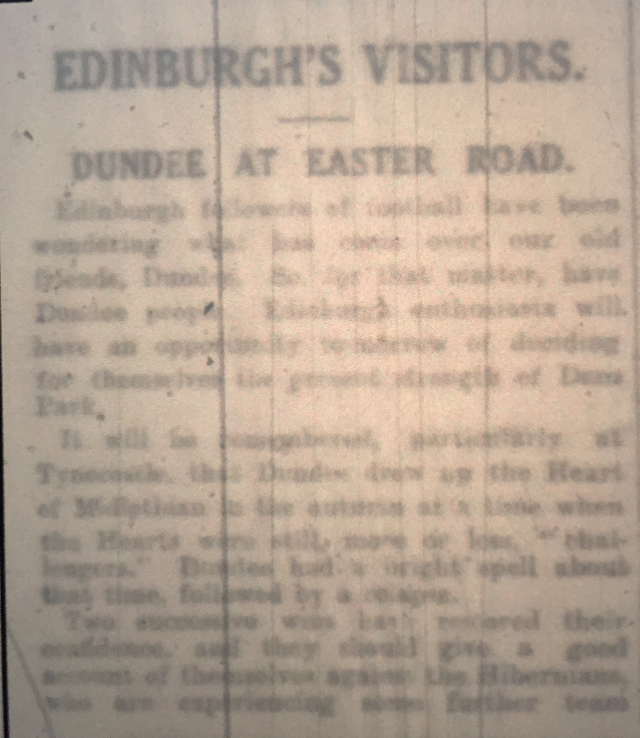 EDINBURGH'S VISITORS.
DUNDEE AT EASTER ROAD.
Edinburgh followers of football have been
wondering what has come over our old
friends, Dundee. So, for that matter, have
Dundee people. Edinburgh enthusiasts will
have an opportunity to-morrow of deciding
for themselves the present strength of Dens
Park.
It will be remembered, particularly at
Tynecastle, that Dundee drew up the Heart
of Midlothian in the autumn at a time when
the Hearts were still, more or less, "chal-
lengers." Dundee had a bright spell about
that time, followed by a collapse.
Two successive wins have restored their
confidence, and they should give a good
account of themselves against the Hibernians,
who are experiencing some further team